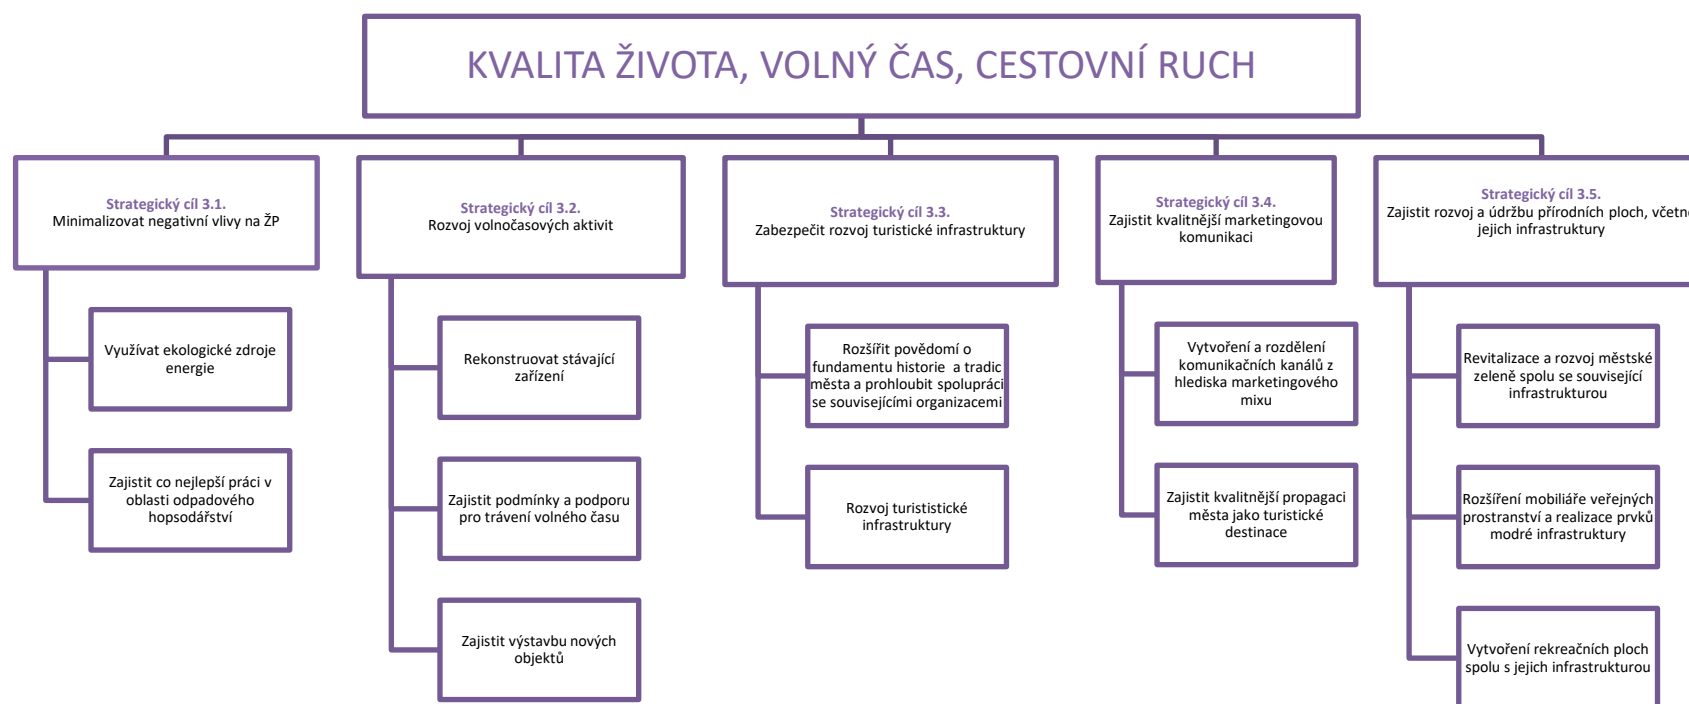 KVALITA ŽIVOTA, VOLNÝ ČAS, CESTOVNÍ RUCH
Strategický cíl 3.1.
Minimalizovat negativní vlivy na ŽP
Využívat ekologické zdroje
energie
Zajistit co nejlepší práci v
oblasti odpadového
hopsodářství
Strategický cíl 3.2.
Rozvoj volnočasových aktivit
Rekonstruovat stávající
zařízení
Zajistit podmínky a podporu
pro trávení volného času
Zajistit výstavbu nových
objektů
Strategický cíl 3.3.
Zabezpečit rozvoj turistické infrastruktury
Rozšířit povědomí o
fundamentu historie a tradic
města a prohloubit spolupráci
se souvisejícími organizacemi
Rozvoj turististické
infrastruktury
Strategický cíl 3.4.
Zajistit kvalitnější marketingovou
komunikaci
Vytvoření a rozdělení
komunikačních kanálů z
hlediska marketingového
mixu
Zajistit kvalitnější propagaci
města jako turistické
destinace
Strategický cíl 3.5.
Zajistit rozvoj a údržbu přírodních ploch, včetně
jejich infrastruktury
Revitalizace a rozvoj městské
zeleně spolu se související
infrastrukturou
Rozšíření mobiliáře veřejných
prostranství a realizace prvků
modré infrastruktury
Vytvoření rekreačních ploch
spolu s jejich infrastrukturou